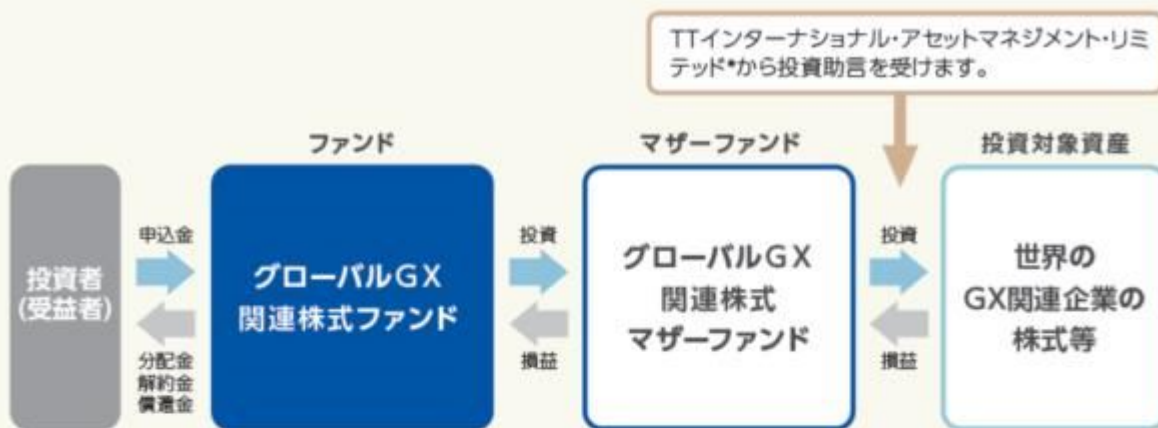 TTインターナショナル・アセットマネジメント・リミ
テッド*から投資助言を受けます。
ファンド
マザーファンド
投資対象資産
投資者
(受益者)
申込金
分配金
解約金
償還金
グローバルGX
関連株式ファンド
投資
損益
グローバルGX
関連株式
マザーファンド
投資
損益
世界の
GX関連企業の
株式等